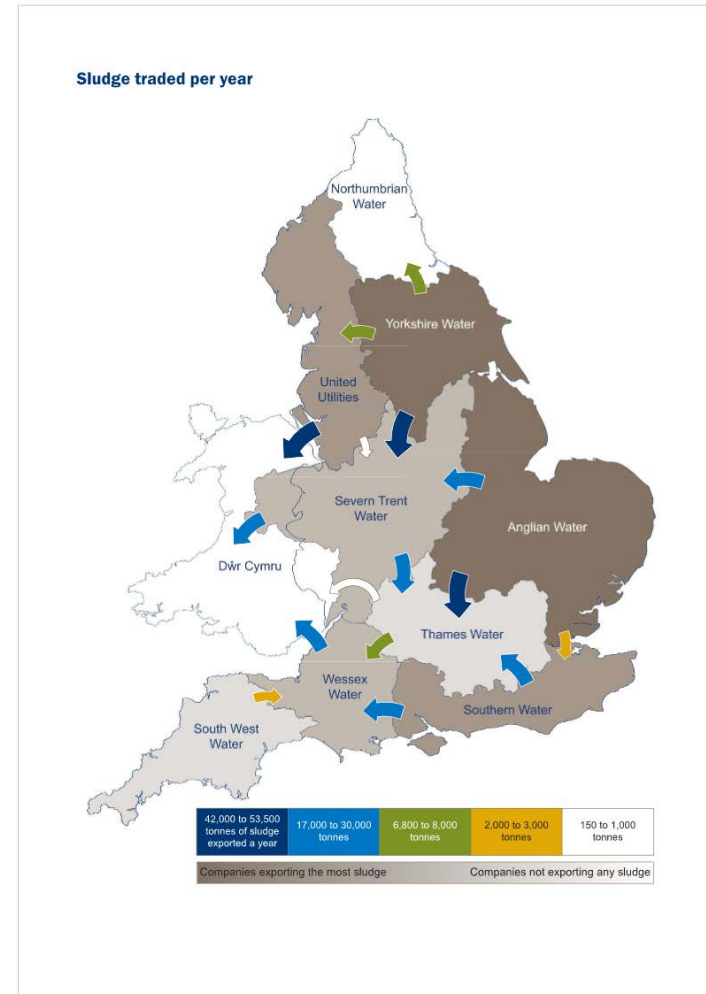 Sludge traded per year
Northumbrian
Water
Yorkshire Water
United
Utilities
Severn Trent
Water
Anglian Water
Dŵr Cymru
Thames Water
Wessex
Water
Southern Water
South West
Water
42,000 to 53,500
tonnes of sludge
exported a year
17,000 to 30,000
tonnes
6,800 to 8,000
tonnes
2,000 to 3,000
tonnes
150 to 1,000
tonnes
Companies exporting the most sludge
Companies not exporting any sludge